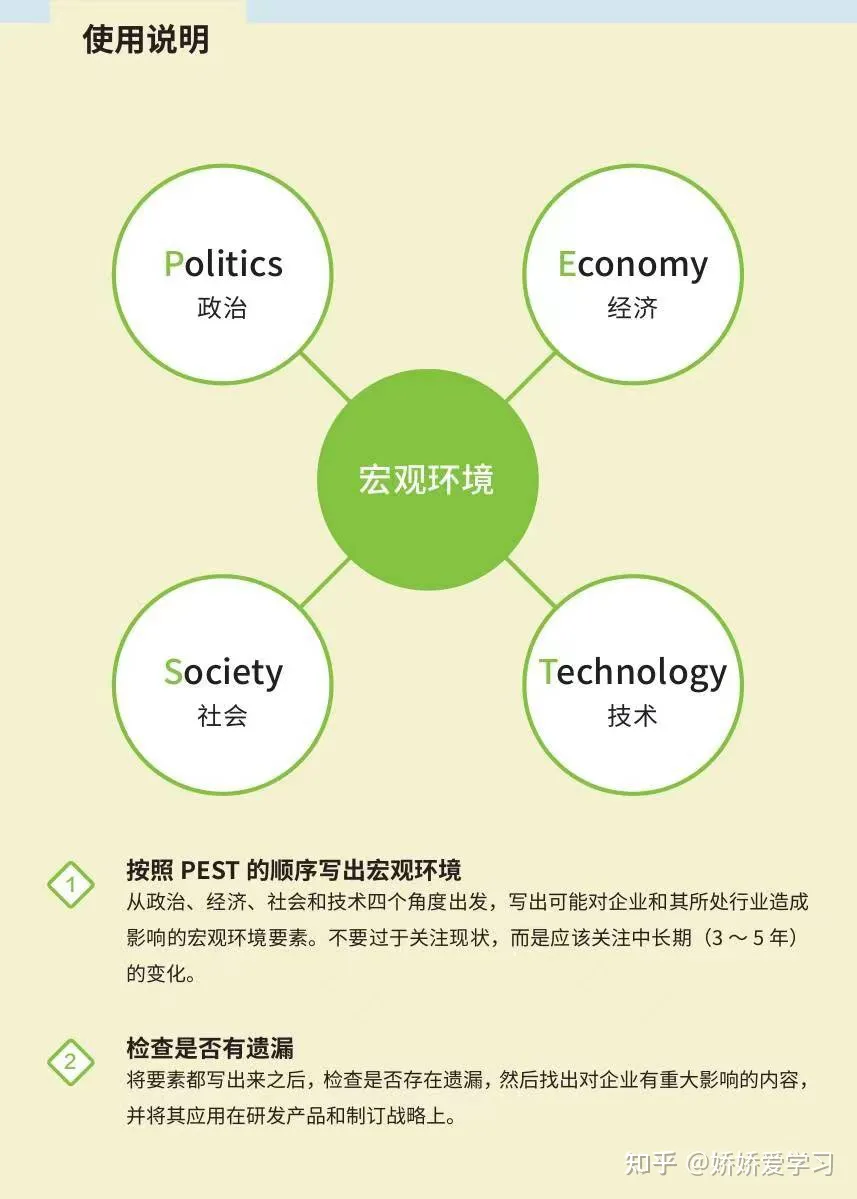 使用说明
Politics
政治
Economy
经济
宏观环境
Society
社会
Technology
技术
1
按照 PEST 的顺序写出宏观环境
从政治、经济、社会和技术四个角度出发，写出可能对企业和其所处行业造成
影响的宏观环境要素。不要过于关注现状，而是应该关注中长期（3 ～ 5 年）
的变化。
2
检查是否有遗漏
将要素都写出来之后，检查是否存在遗漏，然后找出对企业有重大影响的内容，
并将其应用在研发产品和制订战略上。
知乎 @娇娇爱学习